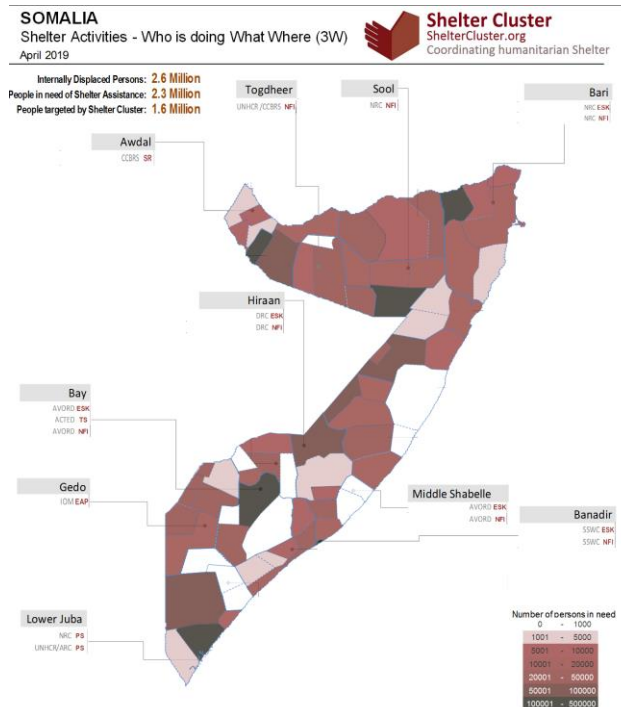 SOMALIA
Shelter Activities - Who is doing What Where (3W)
April 2019
Shelter Cluster
ShelterCluster.org
Coordinating humanitarian Shelter
Internally Displaced Persons: 2.6 Million
People in need of Shelter Assistance: 2.3 Million
People targeted by Shelter Cluster: 1.6 Million
Togdheer
UNHCR/CCBRS NFI
Sool
NRC NFI
Bari
NRC ESK
NRC NFI
Awdal
CCBRS SR
Hiraan
DRC ESK
DRC NFI
Bay
AVORD ESK
ACTED TS
AVORD NFI
Gedo
IOM EAP
Middle Shabelle
AVORD ESK
AVORD NFI
Banadir
SSWC ESK
SSWC NFI
Lower Juba
NRC PS
UNHCR/ARC PS
Number of persons in need
0 - 1000
1001 - 5000
5001 - 10000
10001 - 20000
20001 - 50000
50001 100000
100001 - 500000